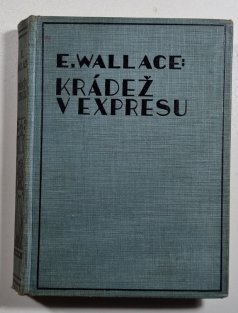 E. WALLACE:
KRÁDEŽ
V EXPRESU